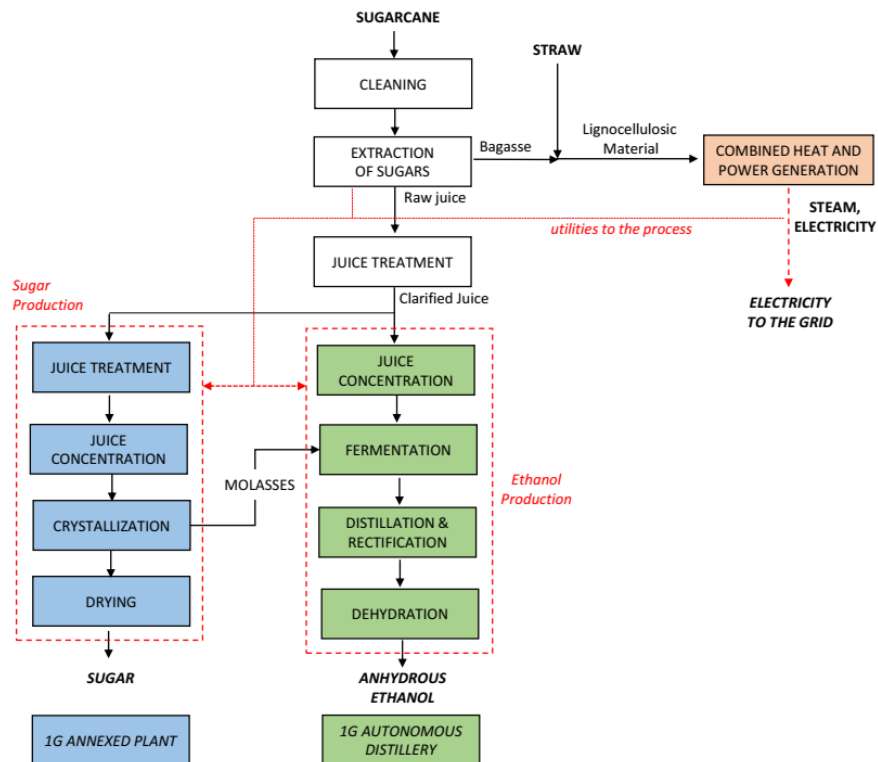 SUGARCANE
STRAW
CLEANING
Lignocellulosic
Material
Bagasse
EXTRACTION
OF SUGARS
COMBINED HEAT AND
POWER GENERATION
Raw juice
STEAM,
ELECTRICITY
utilities to the process
JUICE TREATMENT
Sugar
Production
Clarified Juice
ELECTRICITY
TO THE GRID
JUICE TREATMENT
JUICE
CONCENTRATION
JUICE
CONCENTRATION
FERMENTATION
MOLASSES
Ethanol
Production
CRYSTALLIZATION
DISTILLATION &
RECTIFICATION
DRYING
DEHYDRATION
SUGAR
ANHYDROUS
ETHANOL
1G ANNEXED PLANT
1G AUTONOMOUS
DISTILLERY